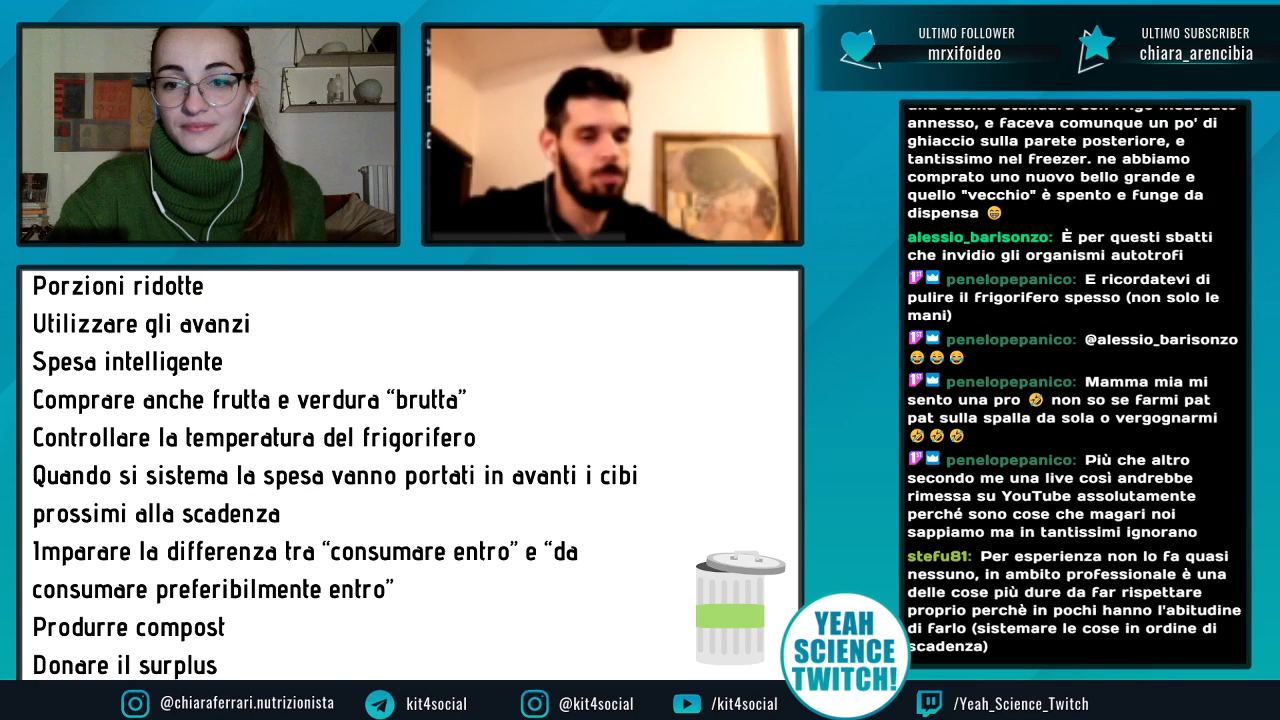 ULTIMO FOLLOWER
mrxifoideo
ULTIMO SUBSCRIBER
chiara_arencibia
Porzioni ridotte
Utilizzare gli avanzi
Spesa intelligente
Comprare anche frutta e verdura “brutta”
Controllare la temperatura del frigorifero
Quando si sistema la spesa vanno portati in avanti i cibi
prossimi alla scadenza
Imparare la differenza tra “consumare entro” e “da
consumare preferibilmente entro”
Produrre compost
Donare il surplus
annesso, e faceva comunque un po' di
ghiaccio sulla parete posteriore, e
tantissimo nel freezer. ne abbiamo
comprato uno nuovo bello grande e
quello "vecchio" è spento e funge da
dispensa 😁
alessio_barisonzo: È per questi sbatti
che invidio gli organismi autotrofi
1ST penelopepanico: E ricordatevi di
pulire il frigorifero spesso (non solo le
mani)
1ST penelopepanico: @alessio_barisonzo
😂 😂 😂
1ST penelopepanico: Mamma mia mi
sento una pro 🤣 non so se farmi pat
pat sulla spalla da sola o vergognarmi
🤣 🤣 🤣
1ST penelopepanico: Più che altro
secondo me una live così andrebbe
rimessa su YouTube assolutamente
perché sono cose che magari noi
sappiamo ma in tantissimi ignorano
stefu81: Per esperienza non lo fa quasi
nessuno, in ambito professionale è una
delle cose più dure da far rispettare
proprio perchè in pochi hanno l'abitudine
di farlo (sistemare le cose in ordine di
scadenza)
YEAH
SCIENCE
TWITCH!
@chiaraferrari.nutrizionista
kit4social
@kit4social
/kit4social
/Yeah_Science_Twitch